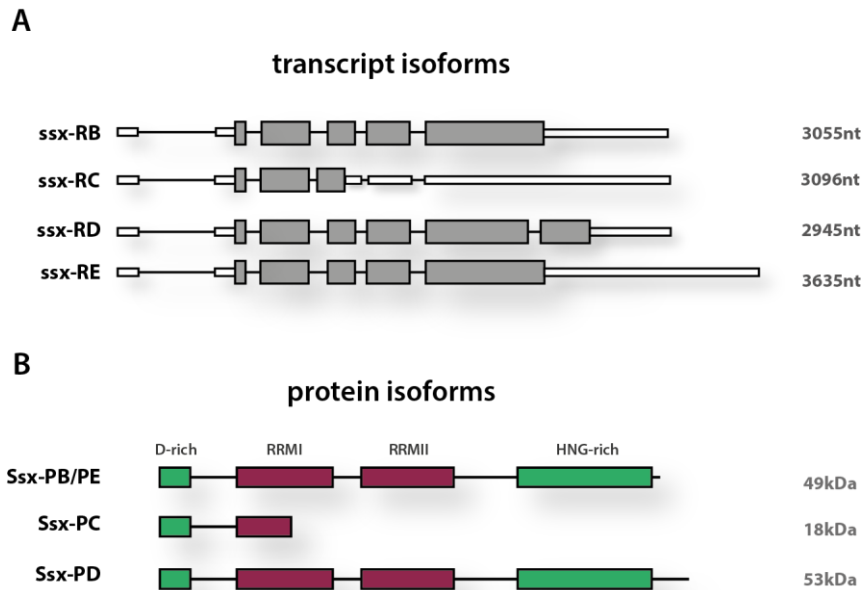 A
transcript isoforms
ssx-RB 3055nt
ssx-RC 3096nt
ssx-RD 2945nt
ssx-RE 3635nt
B
protein isoforms
D-rich RRMI RRMII HNG-rich
Ssx-PB/PE 49kDa
Ssx-PC 18kDa
Ssx-PD 53kDa